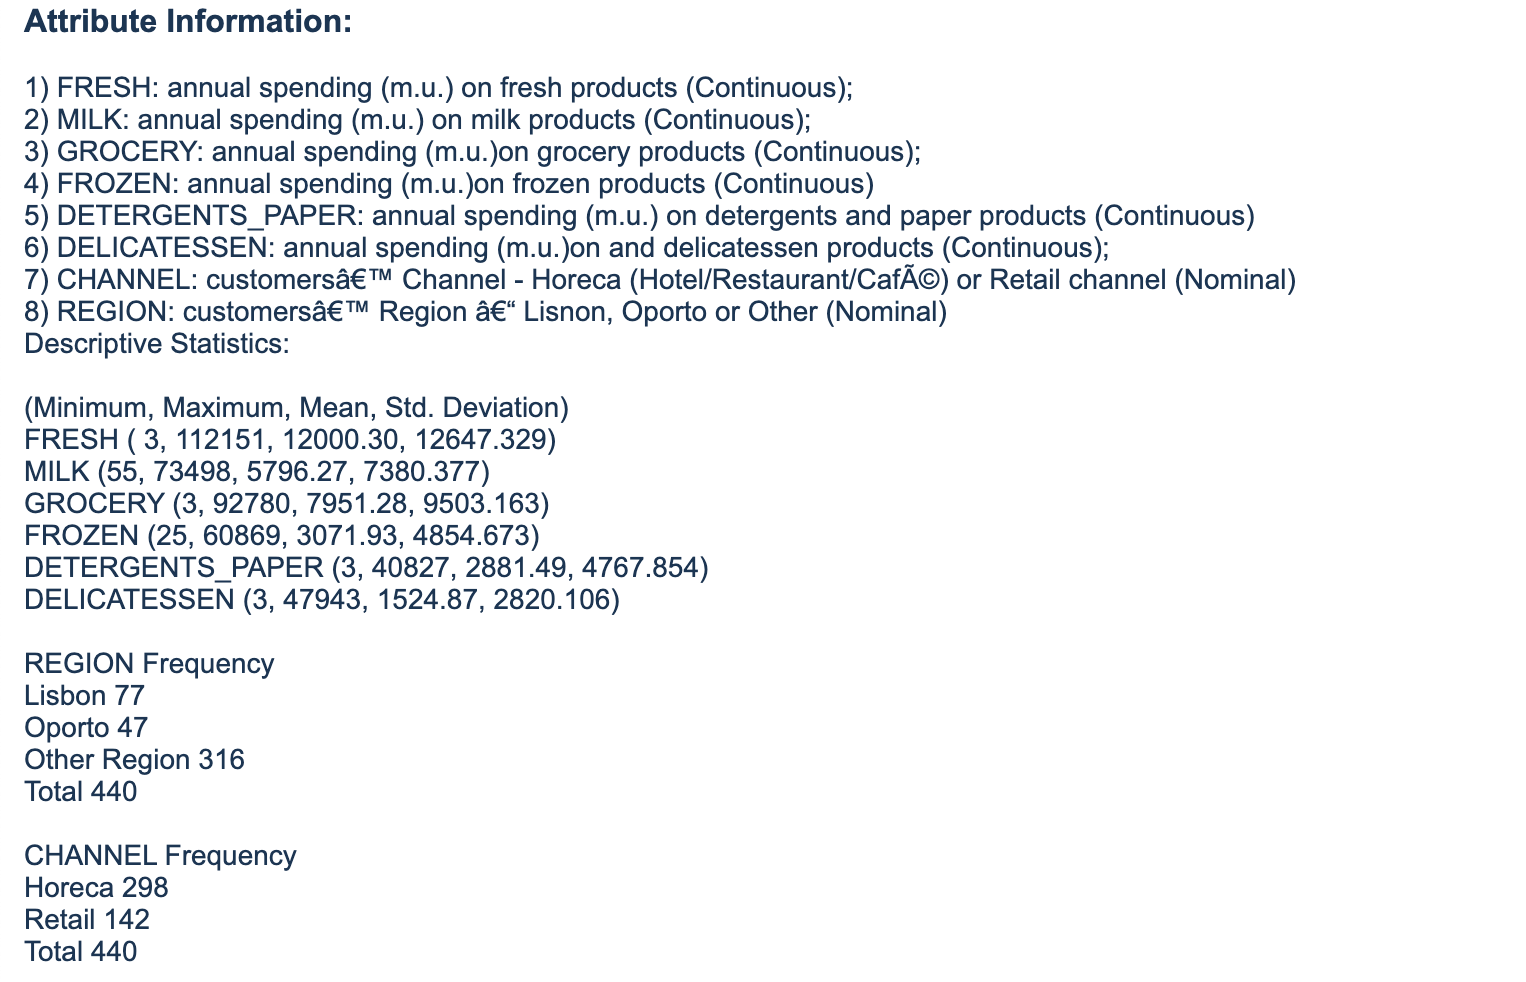 Attribute Information:
1) FRESH: annual spending (m.u.) on fresh products (Continuous);
2) MILK: annual spending (m.u.) on milk products (Continuous);
3) GROCERY: annual spending (m.u.)on grocery products (Continuous);
4) FROZEN: annual spending (m.u.)on frozen products (Continuous)
5) DETERGENTS_PAPER: annual spending (m.u.) on detergents and paper products (Continuous)
6) DELICATESSEN: annual spending (m.u.)on and delicatessen products (Continuous);
7) CHANNEL: customersâ€™ Channel - Horeca (Hotel/Restaurant/CafÃ©) or Retail channel (Nominal)
8) REGION: customersâ€™ Region â€“ Lisnon, Oporto or Other (Nominal)
Descriptive Statistics:
(Minimum, Maximum, Mean, Std. Deviation)
FRESH ( 3, 112151, 12000.30, 12647.329)
MILK (55, 73498, 5796.27, 7380.377)
GROCERY (3, 92780, 7951.28, 9503.163)
FROZEN (25, 60869, 3071.93, 4854.673)
DETERGENTS_PAPER (3, 40827, 2881.49, 4767.854)
DELICATESSEN (3, 47943, 1524.87, 2820.106)
REGION Frequency
Lisbon 77
Oporto 47
Other Region 316
Total 440
CHANNEL Frequency
Horeca 298
Retail 142
Total 440